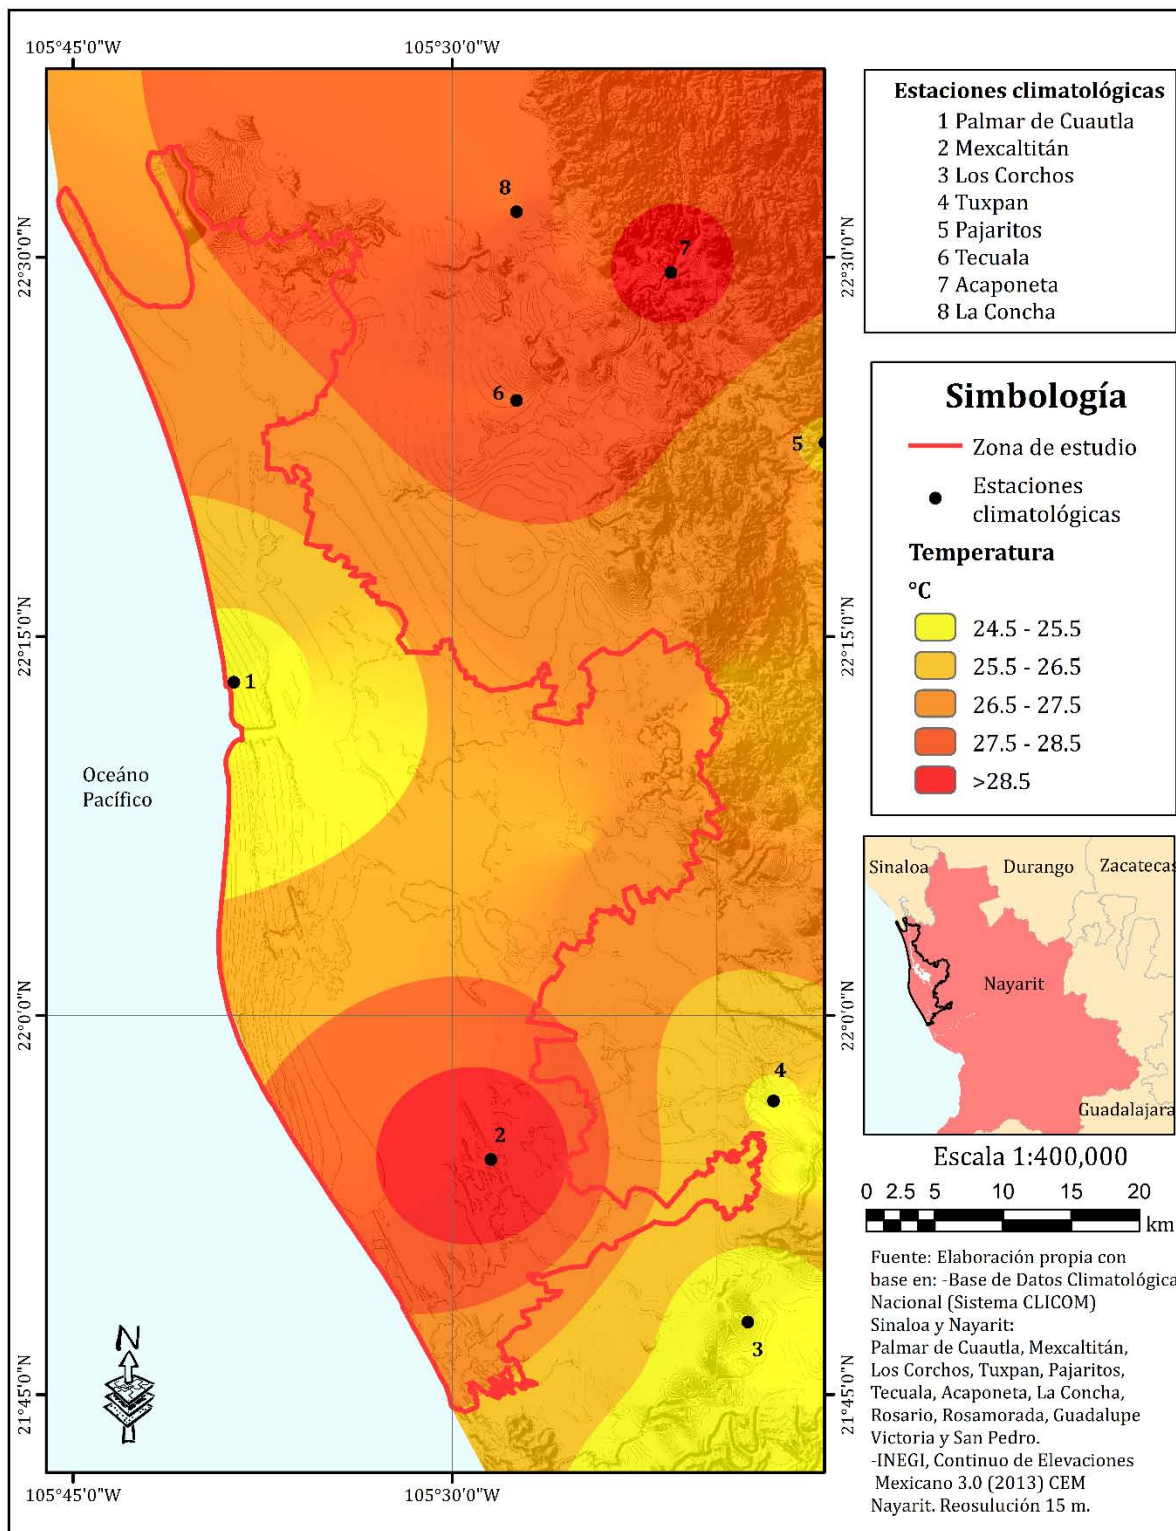 105°45'0"W
105°30'0"W
22°30'0"N
22°15'0"N
22°0'0"N
21°45'0"N
22°30'0"N
22°15'0"N
22°0'0"N
21°45'0"N
105°45'0"W
105°30'0"W
8
7
6
5
1
Oceáno
Pacífico
4
2
3
N
Estaciones climatológicas
1 Palmar de Cuautla
2 Mexcaltitán
3 Los Corchos
4 Tuxpan
5 Pajaritos
6 Tecuala
7 Acaponeta
8 La Concha
Simbología
Zona de estudio
Estaciones
climatológicas
Temperatura
°C
24.5 - 25.5
25.5 - 26.5
26.5 - 27.5
27.5 - 28.5
>28.5
Sinaloa
Durango
Zacatecas
Nayarit
Guadalajara
Escala 1:400,000
0 2.5 5 10 15 20
km
Fuente: Elaboración propia con
base en: -Base de Datos Climatológica
Nacional (Sistema CLICOM)
Sinaloa y Nayarit:
Palmar de Cuautla, Mexcaltitán,
Los Corchos, Tuxpan, Pajaritos,
Tecuala, Acaponeta, La Concha,
Rosario, Rosamorada, Guadalupe
Victoria y San Pedro.
-INEGI, Continuo de Elevaciones
Mexicano 3.0 (2013) CEM
Nayarit. Reosulución 15 m.